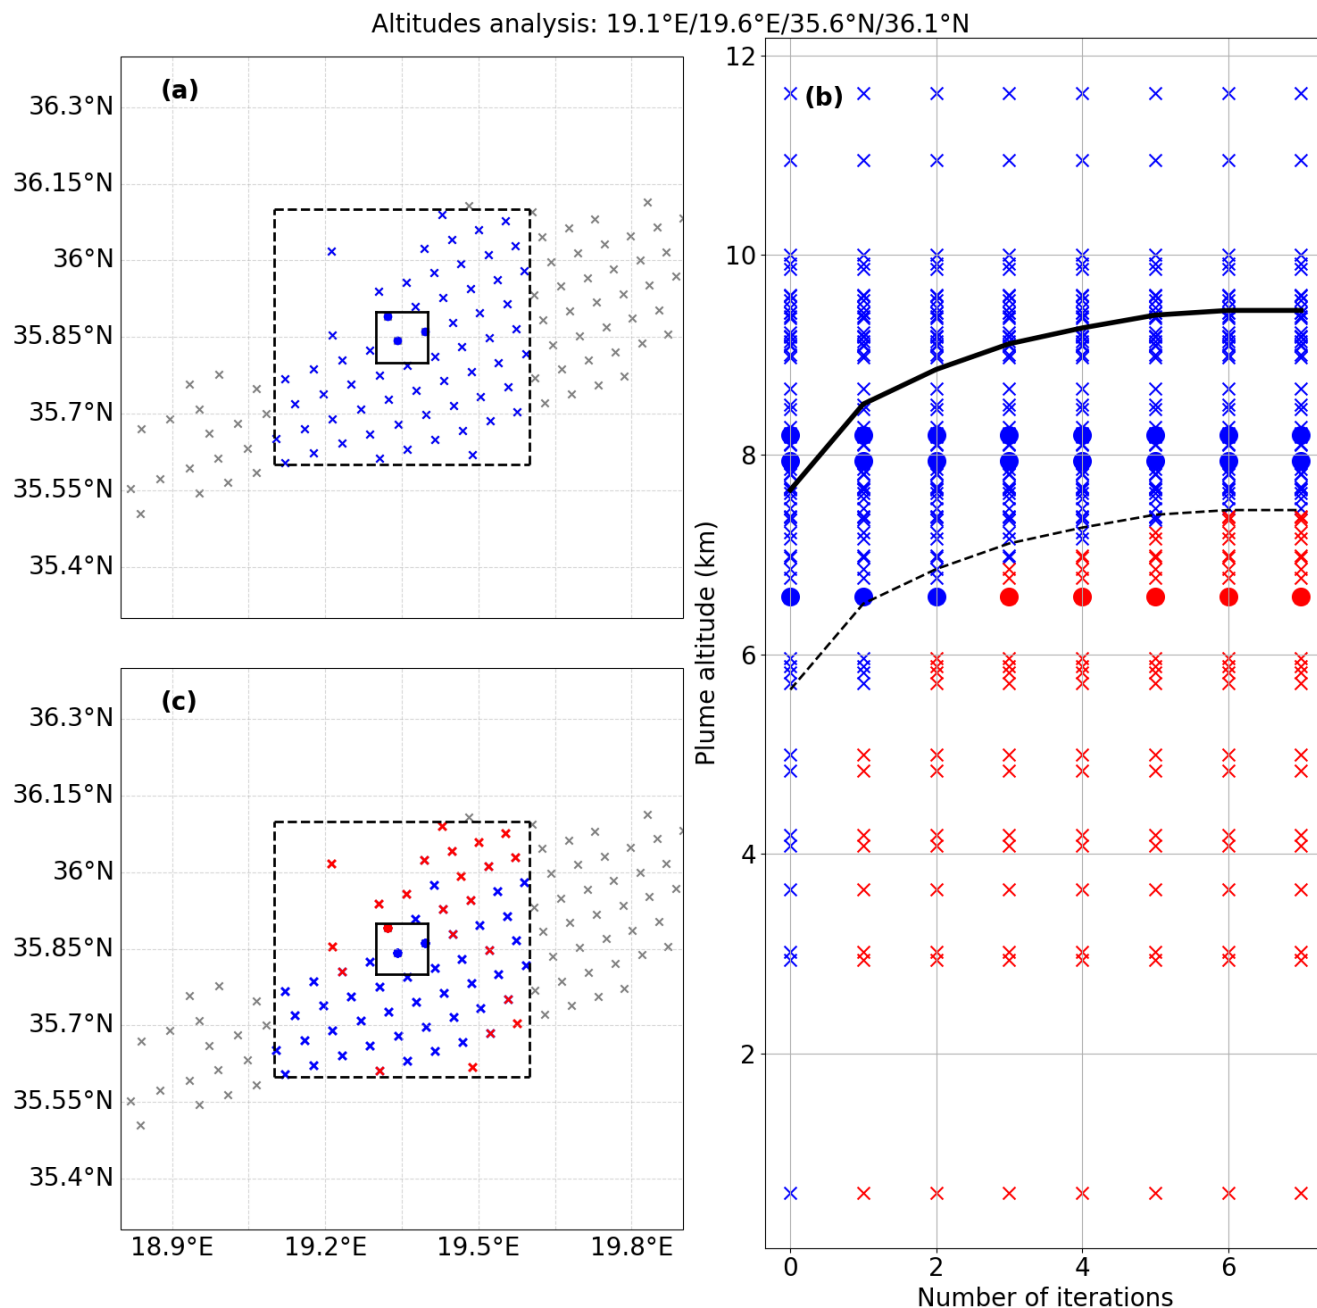 Altitudes analysis: 19.1°E/19.6°E/35.6°N/36.1°N
(a)
36.3°N
36.15°N
36°N
35.85°N
35.7°N
35.55°N
35.4°N
(c)
36.3°N
36.15°N
36°N
35.85°N
35.7°N
35.55°N
35.4°N
18.9°E 19.2°E 19.5°E 19.8°E
(b)
Plume altitude (km)
12
10
8
6
4
2
0 2 4 6
Number of iterations